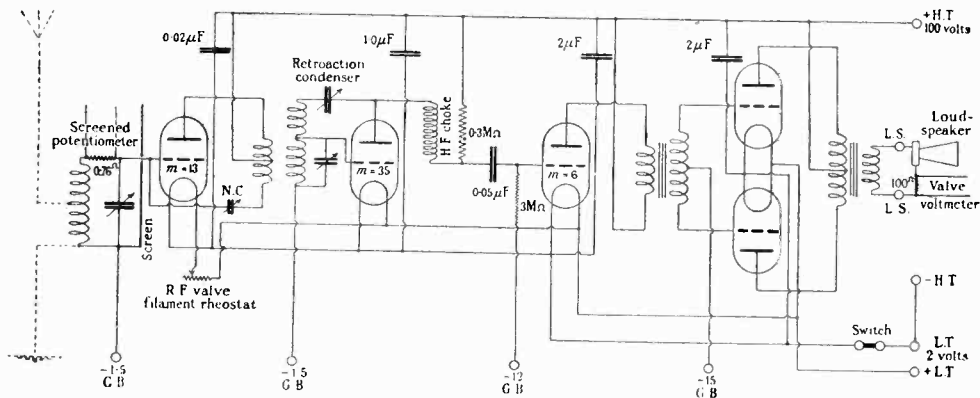 +H.T
100 volts
0.02µF
1.0µF
2µF
2µF
Retroaction
condenser
Screened
potentiometer
0.76Ω
m=13
N.C
m=35
H F choke
0.3MΩ
0.05µF
m=6
3MΩ
Loud-
speaker
L.S.
100Ω
Valve
voltmeter
L.S.
Screen
R F valve
filament rheostat
-H.T
Switch
L.T
2 volts
+L.T
-1.5
G B
-1.5
G B
-12
G B
-15
G B